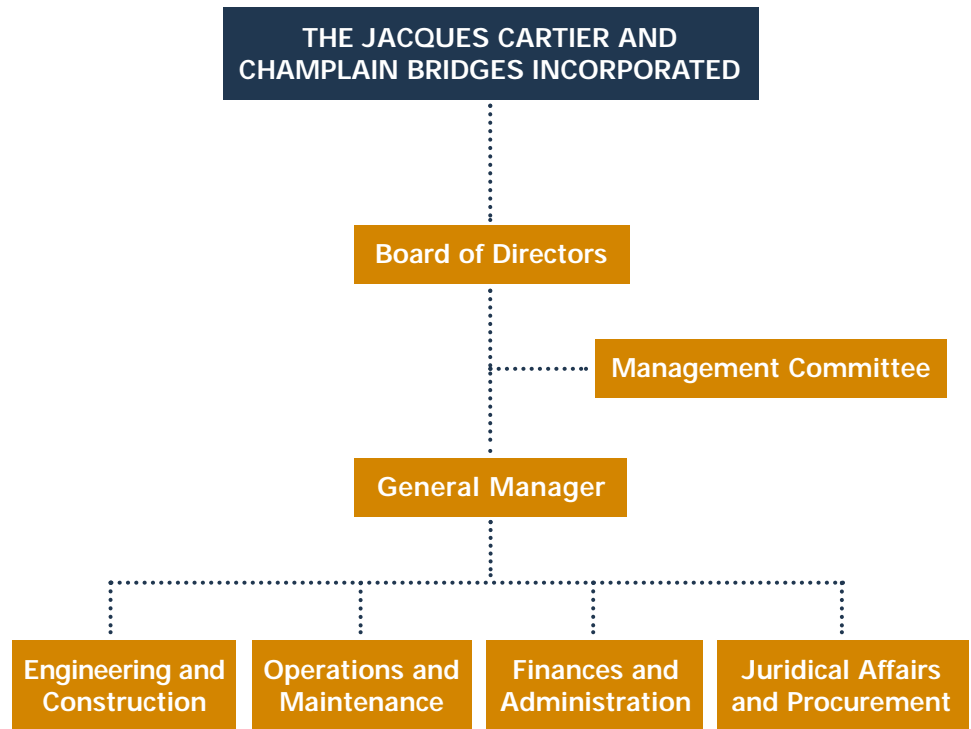 THE JACQUES CARTIER AND
CHAMPLAIN BRIDGES INCORPORATED
Board of Directors
Management Committee
General Manager
Engineering and
Construction
Operations and
Maintenance
Finances and
Administration
Juridical Affairs
and Procurement